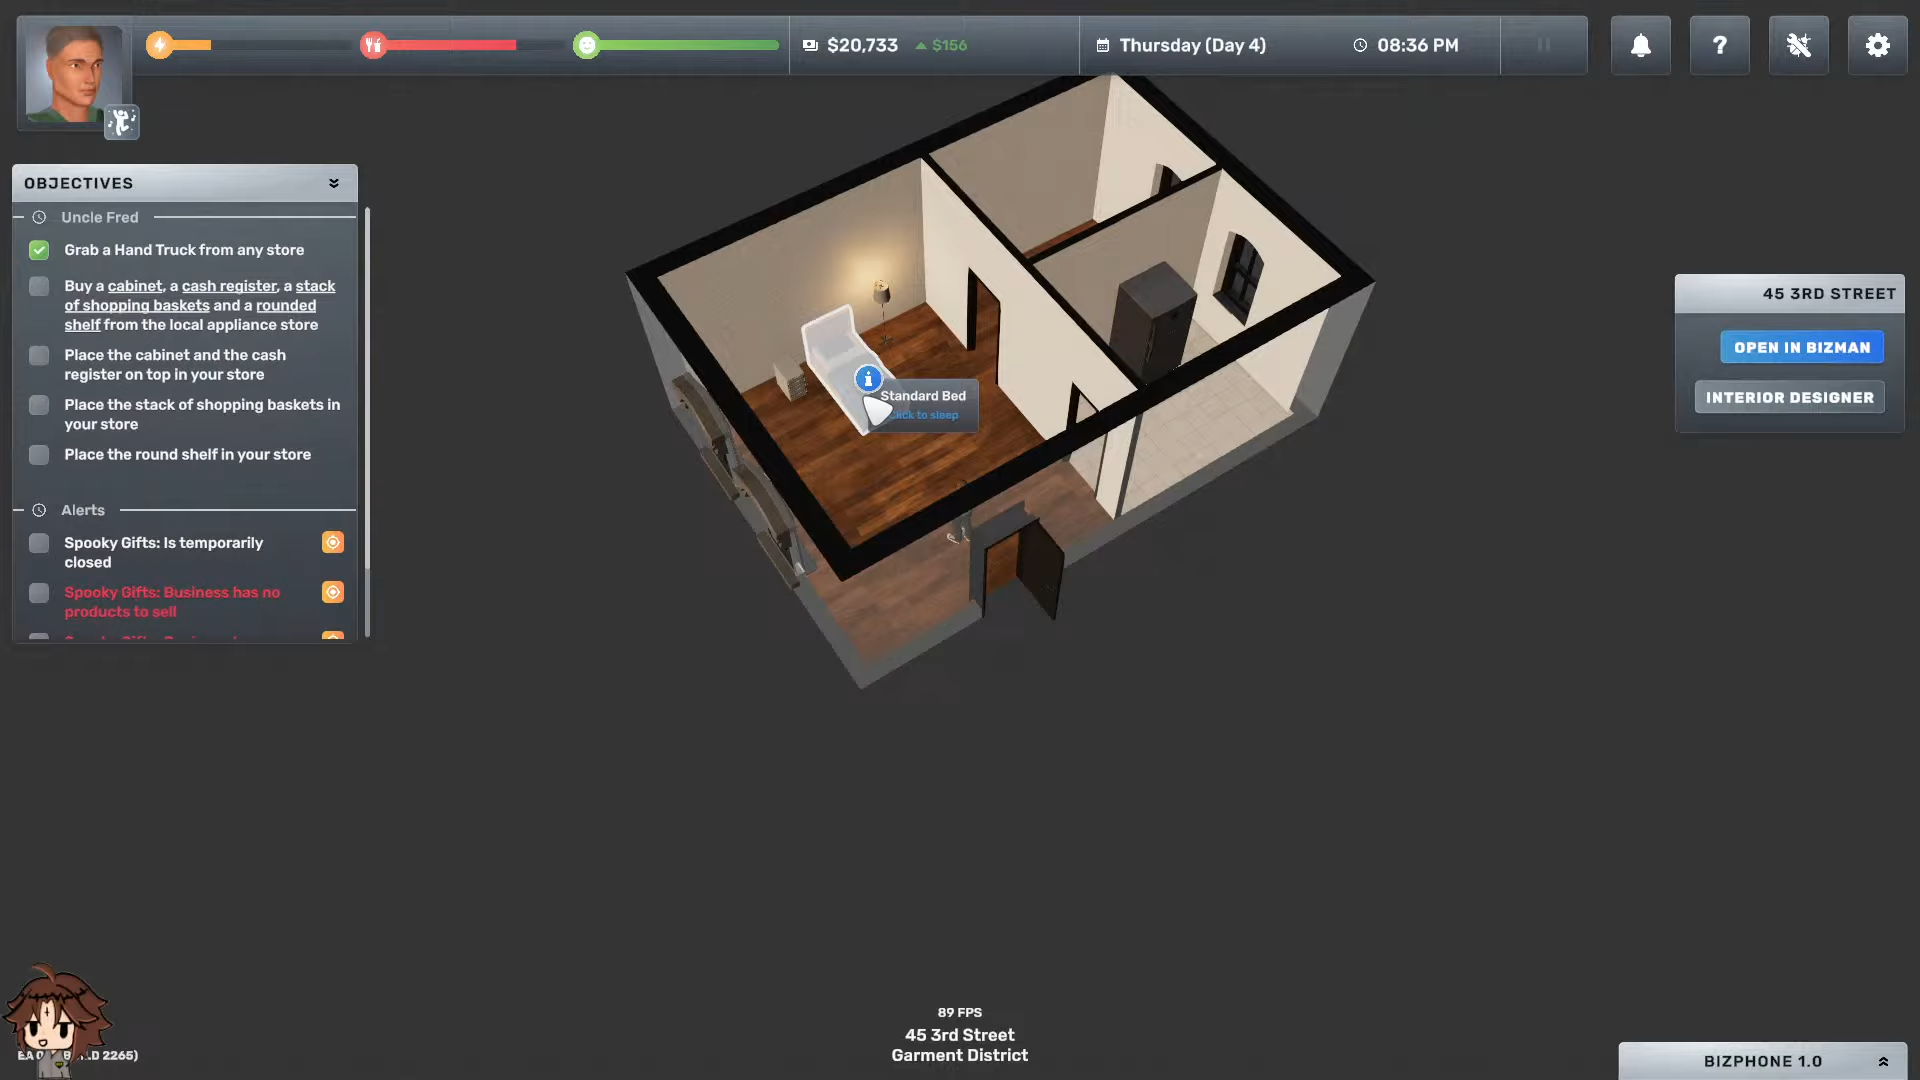 $20,733
$156
Thursday (Day 4)
08:36 PM
?
OBJECTIVES
Uncle Fred
Grab a Hand Truck from any store
Buy a cabinet, a cash register, a stack
of shopping baskets and a rounded
shelf from the local appliance store
Place the cabinet and the cash
register on top in your store
Place the stack of shopping baskets in
your store
Place the round shelf in your store
Alerts
Spooky Gifts: Is temporarily
closed
Spooky Gifts: Business has no
products to sell
Standard Bed
Click to sleep
45 3RD STREET
OPEN IN BIZMAN
INTERIOR DESIGNER
89 FPS
45 3rd Street
Garment District
2265)
BIZPHONE 1.0